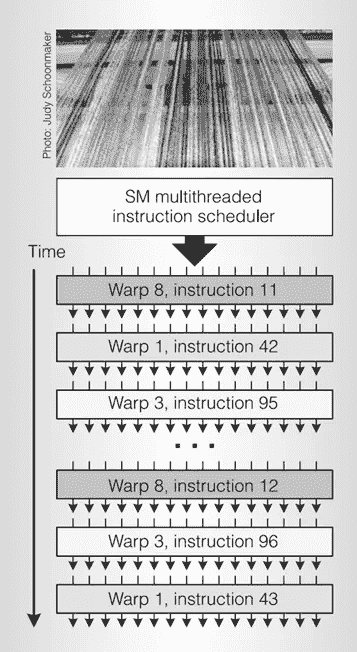 Photo: Judy Schoonmaker
SM multithreaded
instruction scheduler
Time
Warp 8, instruction 11
Warp 1, instruction 42
Warp 3, instruction 95
...
Warp 8, instruction 12
Warp 3, instruction 96
Warp 1, instruction 43